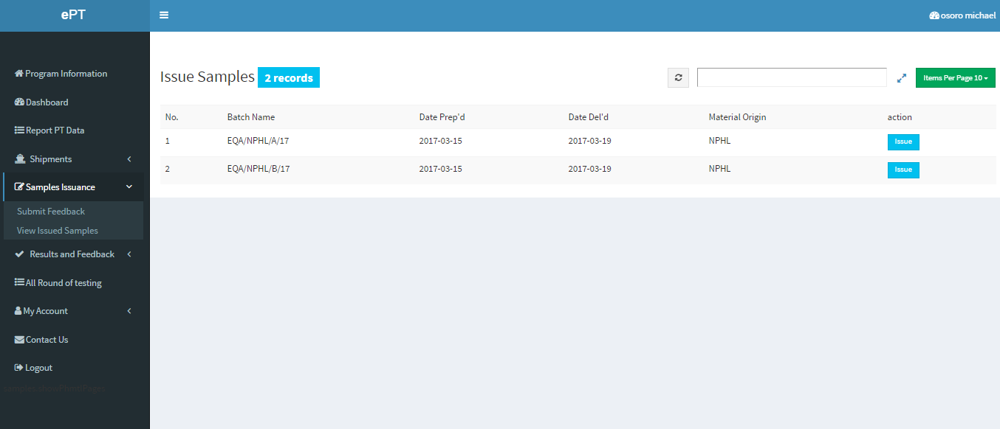 ePT
osoro michael
Program Information
Dashboard
Report PT Data
Shipments
Samples Issuance
Submit Feedback
View Issued Samples
Results and Feedback
All Round of testing
My Account
Contact Us
Logout
Issue Samples 2 records
Items Per Page 10
No. Batch Name Date Prep'd Date Del'd Material Origin action
1 EQA/NPHL/A/17 2017-03-15 2017-03-19 NPHL Issue
2 EQA/NPHL/B/17 2017-03-15 2017-03-19 NPHL Issue